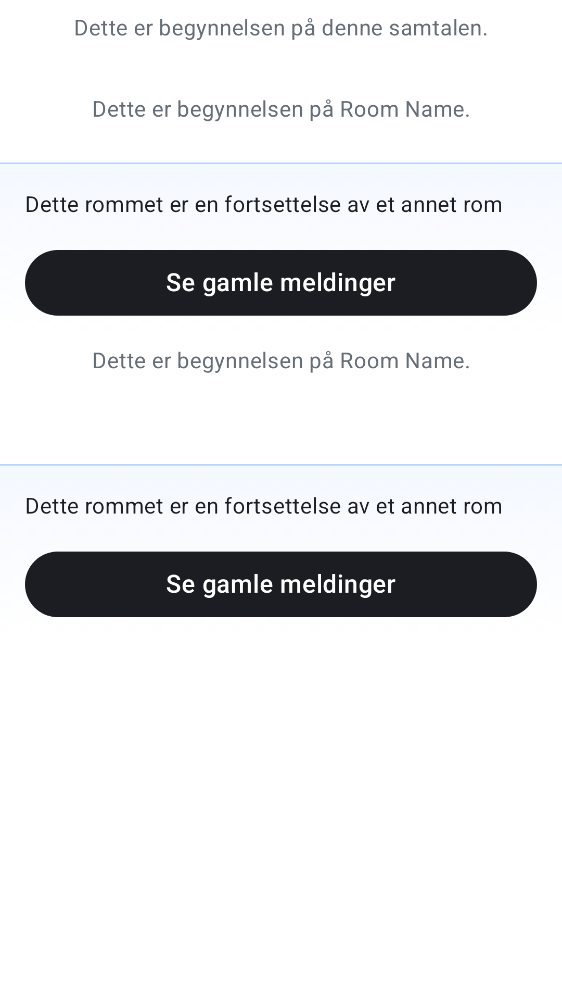 Dette er begynnelsen på denne samtalen.
Dette er begynnelsen på Room Name.
Dette rommet er en fortsettelse av et annet rom
Se gamle meldinger
Dette er begynnelsen på Room Name.
Dette rommet er en fortsettelse av et annet rom
Se gamle meldinger